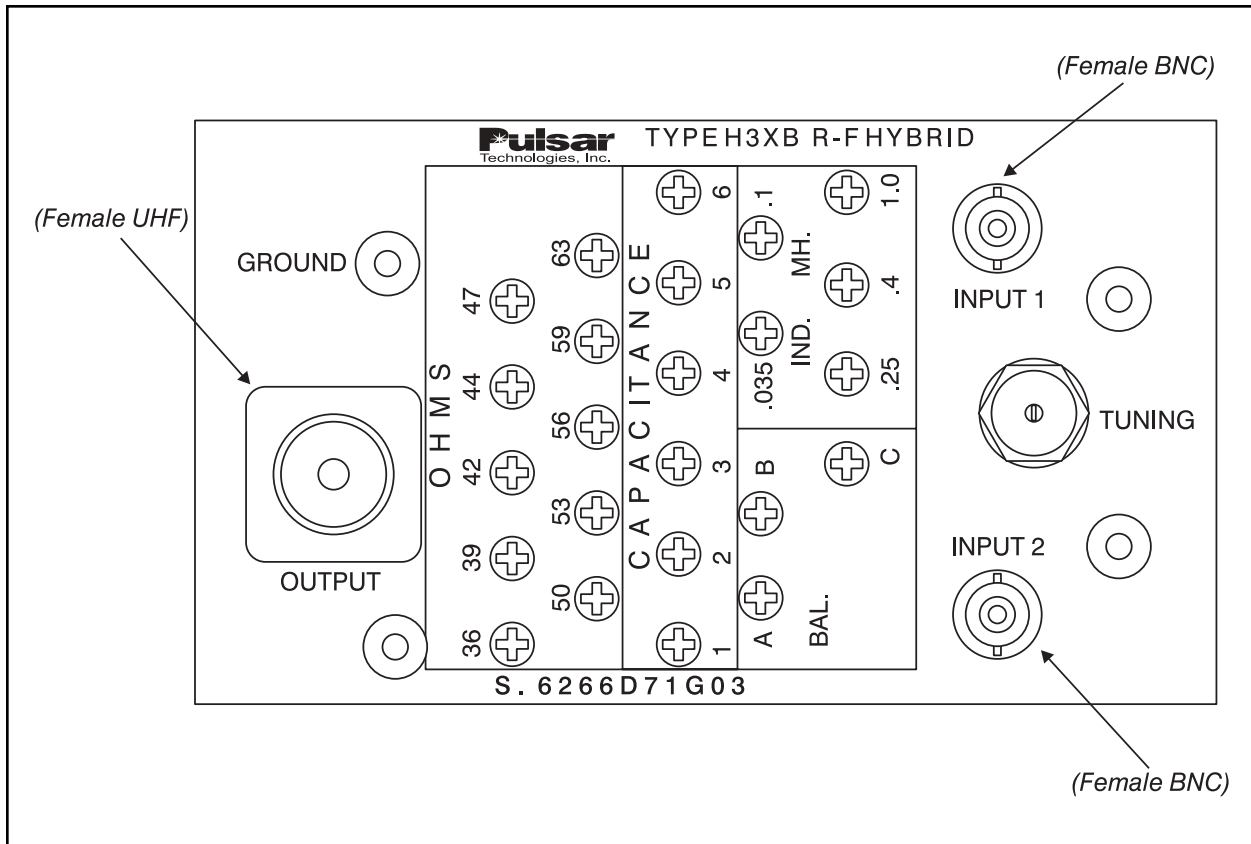 (Female BNC)
Pulsar
Technologies, Inc.
TYPE H3XB R-F HYBRID
(Female UHF)
GROUND
OUTPUT
OHMS
47
44
42
39
36
63
59
56
53
50
CAPACITANCE
6
5
4
3
2
1
.1
.035
MH.
IND.
1.0
.4
.25
B
A
BAL.
C
INPUT 1
TUNING
INPUT 2
S. 6266D71G03
(Female BNC)